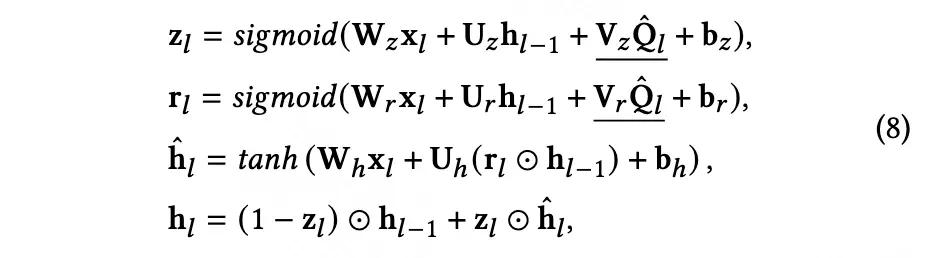 z_l = sigmoid(W_z x_l + U_z h_{l−1} + V_z Q̂_l + b_z),
r_l = sigmoid(W_r x_l + U_r h_{l−1} + V_r Q̂_l + b_r),
ĥ_l = tanh (W_h x_l + U_h(r_l ⊙ h_{l−1}) + b_h) ,
h_l = (1 − z_l) ⊙ h_{l−1} + z_l ⊙ ĥ_l,
(8)